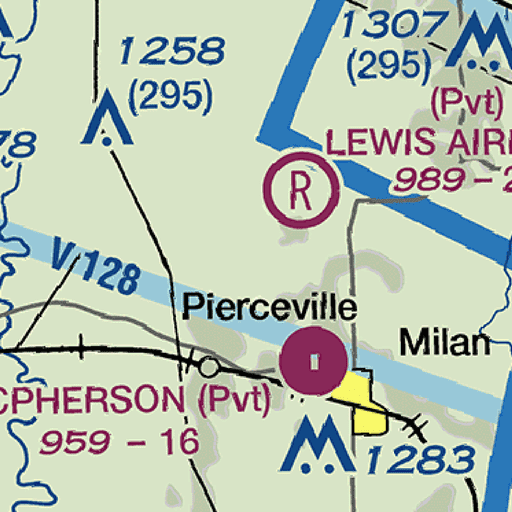 1307
(295)
1258
(295)
(Pvt)
78
LEWIS AIR
989 - 2
R
V 128
Pierceville
Milan
CPHERSON (Pvt)
959 - 16
1283